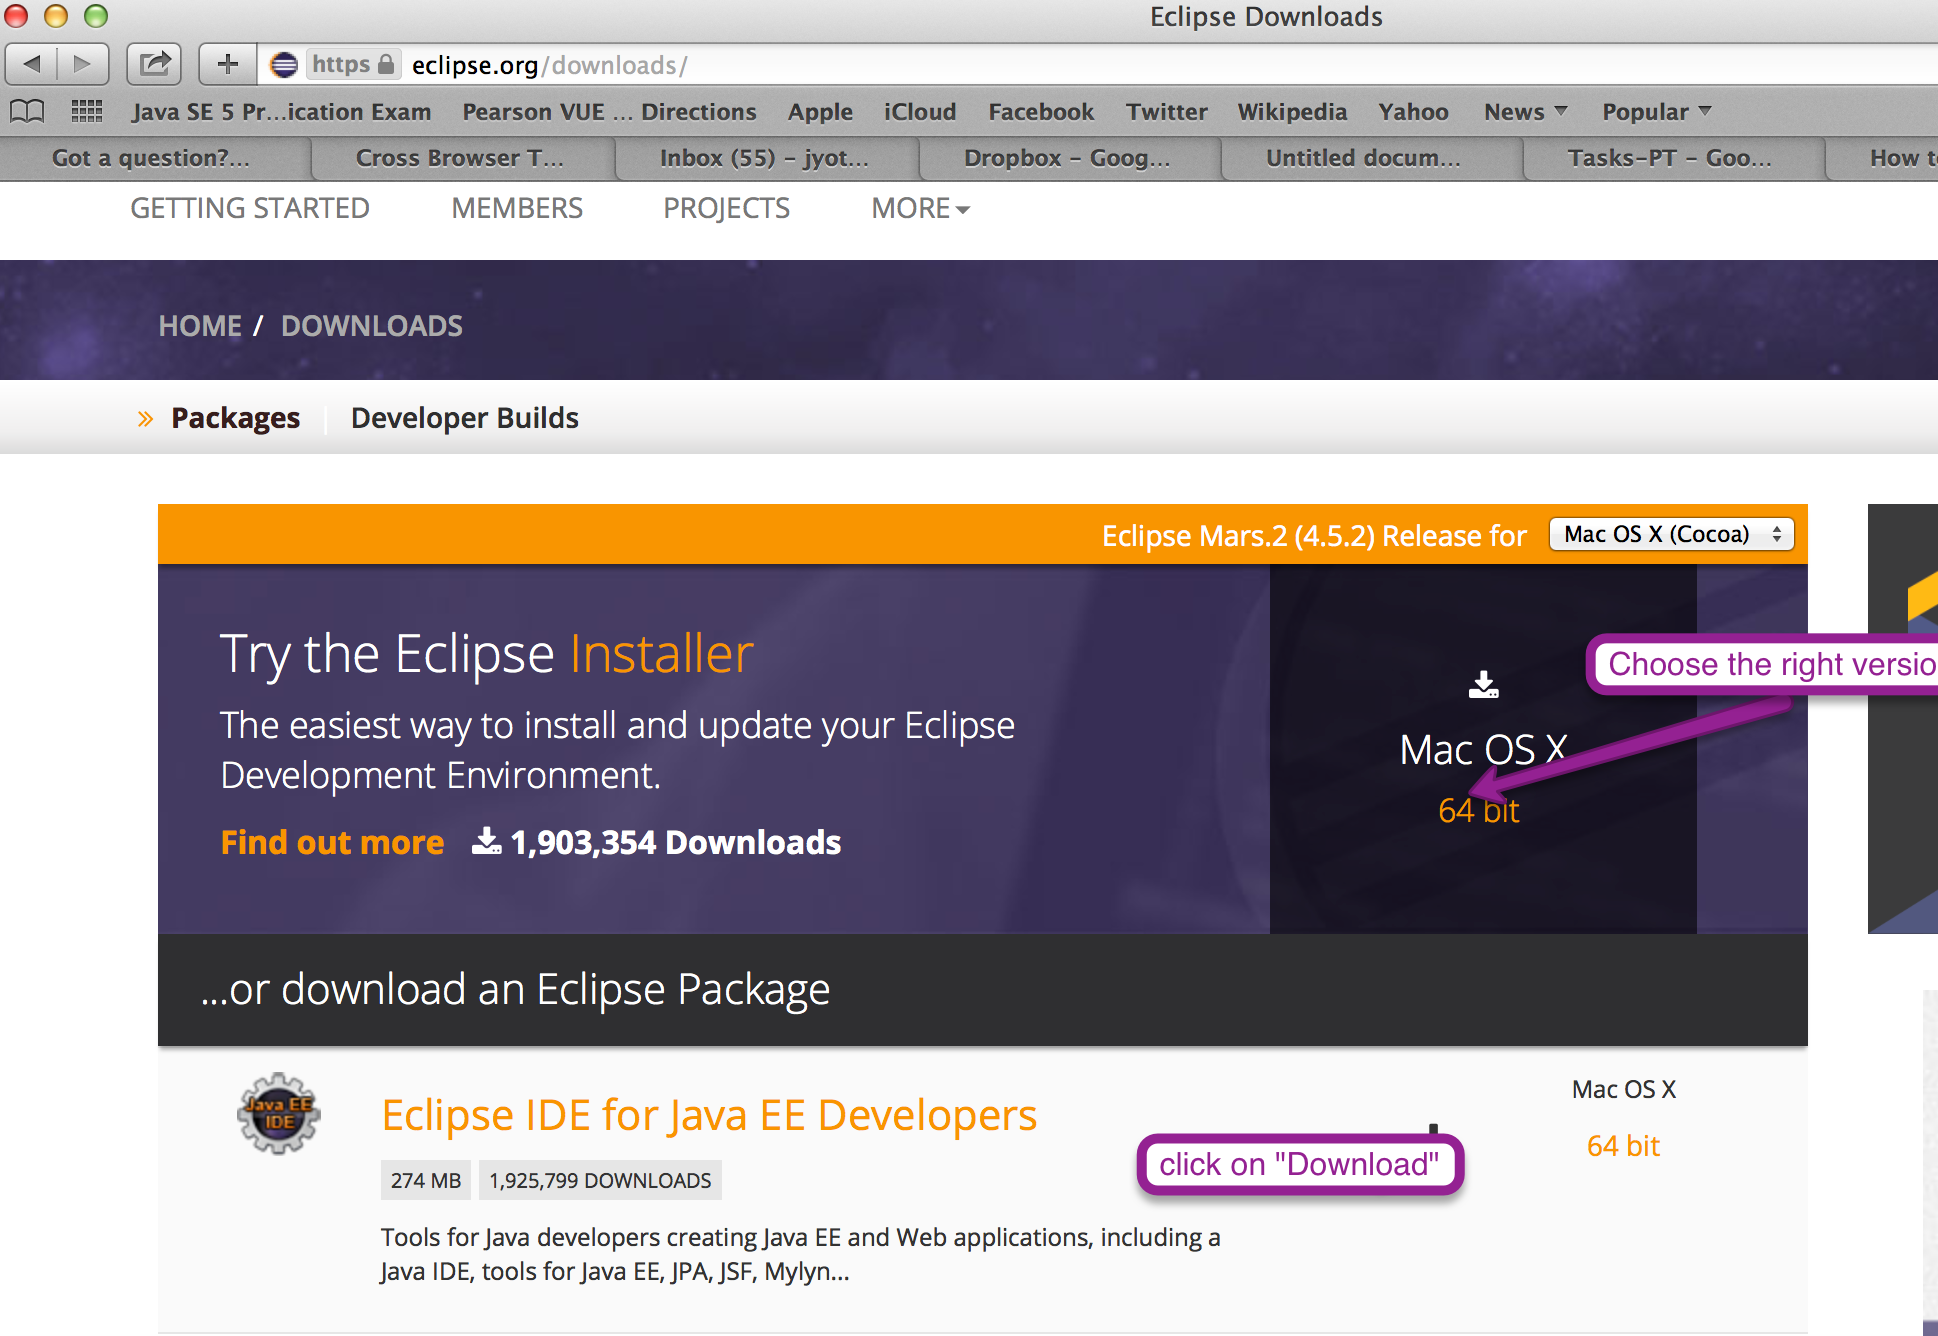 Eclipse Downloads
https eclipse.org/downloads/
Java SE 5 Pr...ication Exam Pearson VUE ... Directions Apple iCloud Facebook Twitter Wikipedia Yahoo News Popular
Got a question?... Cross Browser T... Inbox (55) – jyot... Dropbox – Goog... Untitled docum... Tasks-PT – Goo... How
GETTING STARTED MEMBERS PROJECTS MORE
HOME / DOWNLOADS
» Packages Developer Builds
Eclipse Mars.2 (4.5.2) Release for Mac OS X (Cocoa)
Try the Eclipse Installer
The easiest way to install and update your Eclipse
Development Environment.
Find out more 1,903,354 Downloads
Choose the right versio
Mac OS X
64 bit
...or download an Eclipse Package
Java EE
IDE
Eclipse IDE for Java EE Developers
274 MB 1,925,799 DOWNLOADS
Tools for Java developers creating Java EE and Web applications, including a
Java IDE, tools for Java EE, JPA, JSF, Mylyn...
click on "Download"
Mac OS X
64 bit